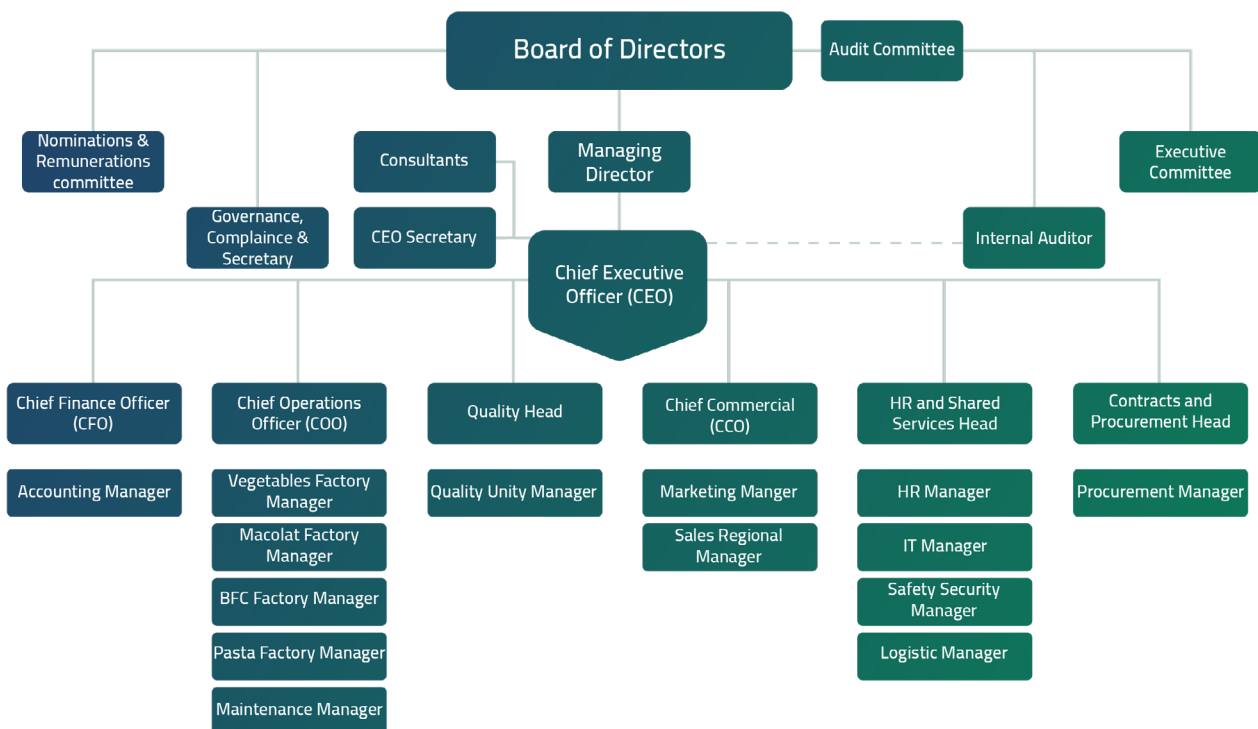 Board of Directors
Audit Committee
Nominations &
Remunerations
committee
Consultants
Managing
Director
Executive
Committee
Governance,
Complaince &
Secretary
CEO Secretary
Internal Auditor
Chief Executive
Officer (CEO)
Chief Finance Officer
(CFO)
Chief Operations
Officer (COO)
Quality Head
Chief Commercial
(CCO)
HR and Shared
Services Head
Contracts and
Procurement Head
Accounting Manager
Vegetables Factory
Manager
Quality Unity Manager
Marketing Manger
HR Manager
Procurement Manager
Macolat Factory
Manager
Sales Regional
Manager
IT Manager
BFC Factory Manager
Safety Security
Manager
Pasta Factory Manager
Logistic Manager
Maintenance Manager